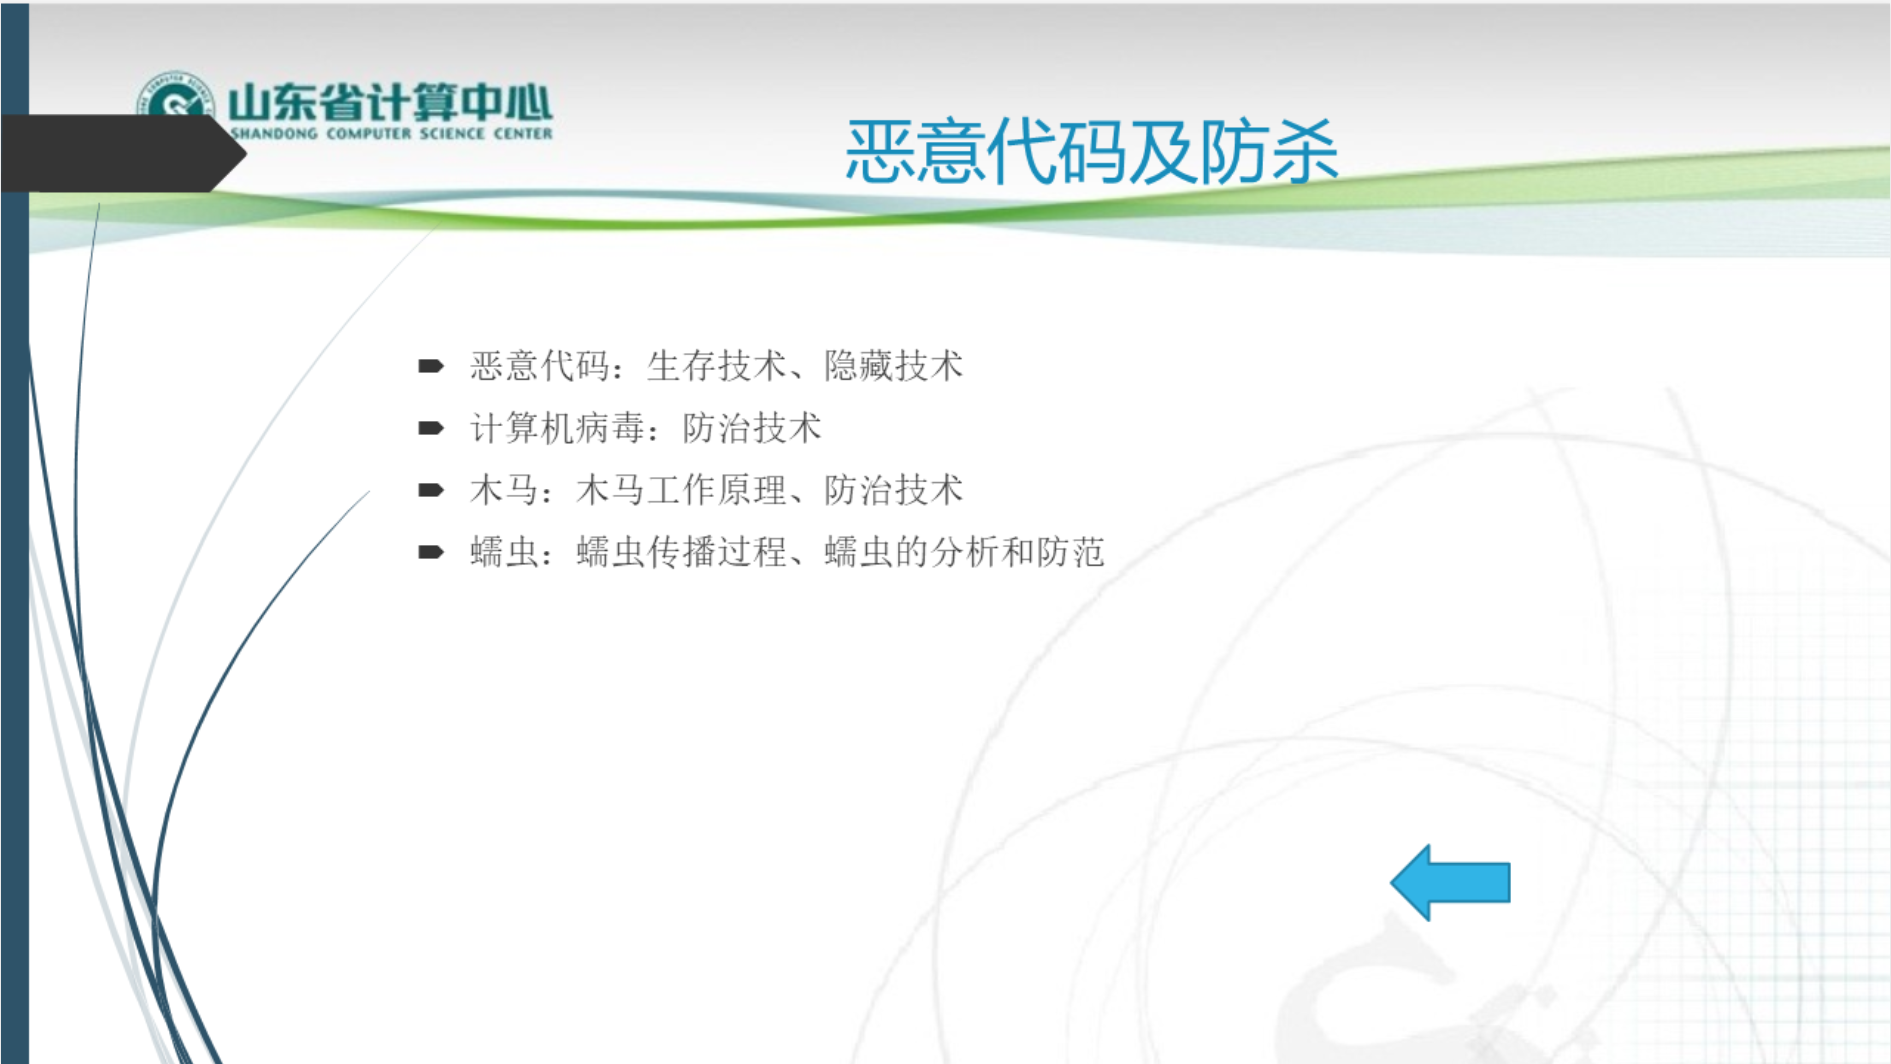 山东省计算中心
SHANDONG COMPUTER SCIENCE CENTER
恶意代码及防杀
恶意代码：生存技术、隐藏技术
计算机病毒：防治技术
木马：木马工作原理、防治技术
蠕虫：蠕虫传播过程、蠕虫的分析和防范